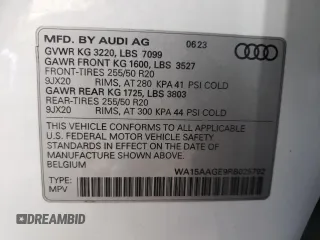 MFD. BY AUDI AG 06 23
GVWR KG 3220, LBS 7099
GAWR FRONT KG 1600, LBS 3527
FRONT-TIRES 255/50 R20
9JX20 RIMS, AT 280 KPA 41 PSI COLD
GAWR REAR KG 1725, LBS 3803
REAR-TIRES 255/50 R20
9JX20 RIMS, AT 300 KPA 44 PSI COLD
THIS VEHICLE CONFORMS TO ALL APPLICABLE
U.S. FEDERAL MOTOR VEHICLE SAFETY
STANDARDS IN EFFECT ON THE DATE OF
MANUFACTURE SHOWN ABOVE
BELGIUM
TYPE:
MPV
DREAMBID